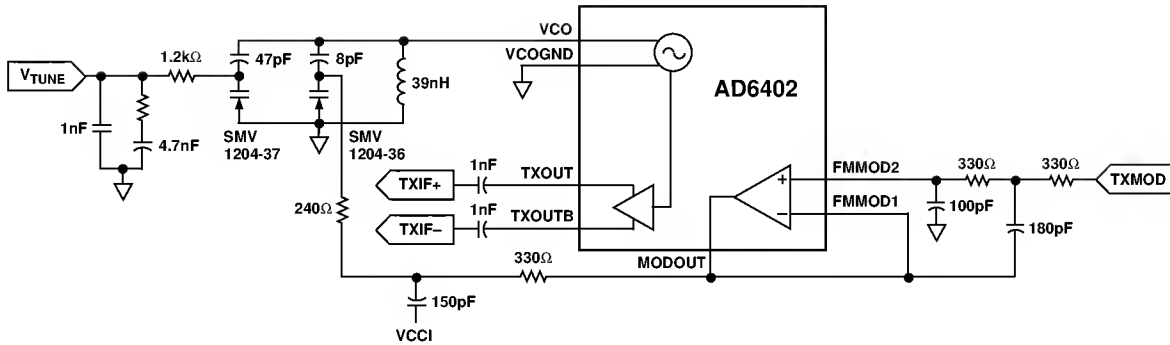 VCO
VCOGND
AD6402
V_TUNE
1.2kΩ
47pF
8pF
39nH
1nF
4.7nF
SMV
1204-37
SMV
1204-36
TXIF+
1nF
TXOUT
TXIF–
1nF
TXOUTB
240Ω
FMMOD2
FMMOD1
+
–
330Ω
330Ω
TXMOD
100pF
180pF
MODOUT
330Ω
150pF
VCCI